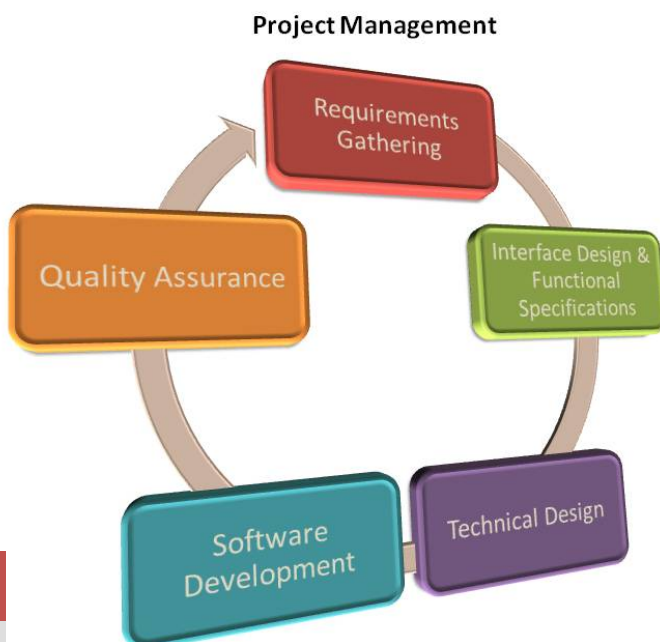 Project Management
Requirements
Gathering
Interface Design &
Functional
Specifications
Technical Design
Software
Development
Quality Assurance